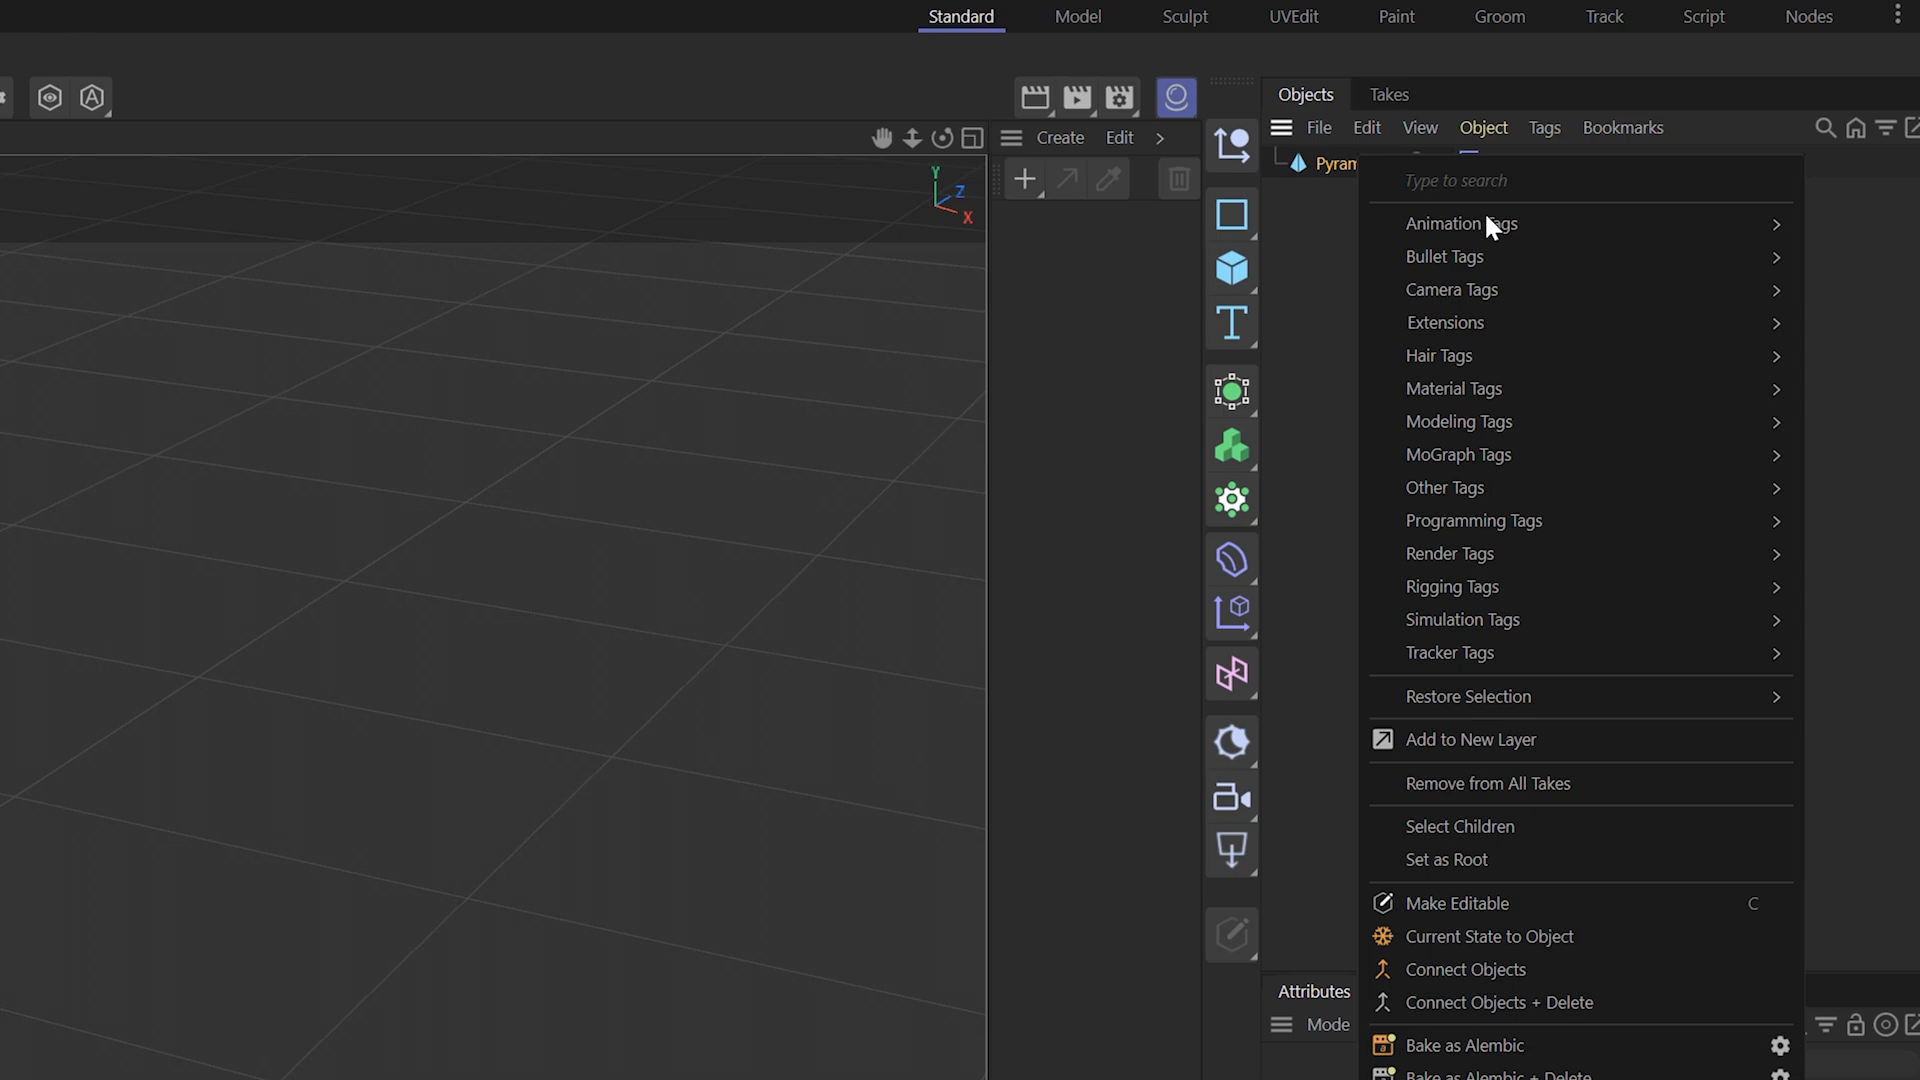 Standard Model Sculpt UVEdit Paint Groom Track Script Nodes
Objects Takes
File Edit View Object Tags Bookmarks
Create Edit
Y
Z
X
Type to search
Animation
Bullet Tags
Camera Tags
Extensions
Hair Tags
Material Tags
Modeling Tags
MoGraph Tags
Other Tags
Programming Tags
Render Tags
Rigging Tags
Simulation Tags
Tracker Tags
Restore Selection
Add to New Layer
Remove from All Takes
Select Children
Set as Root
Make Editable C
Current State to Object
Connect Objects
Connect Objects + Delete
Bake as Alembic
Bake as Alembic + Delete
Attributes
Mode